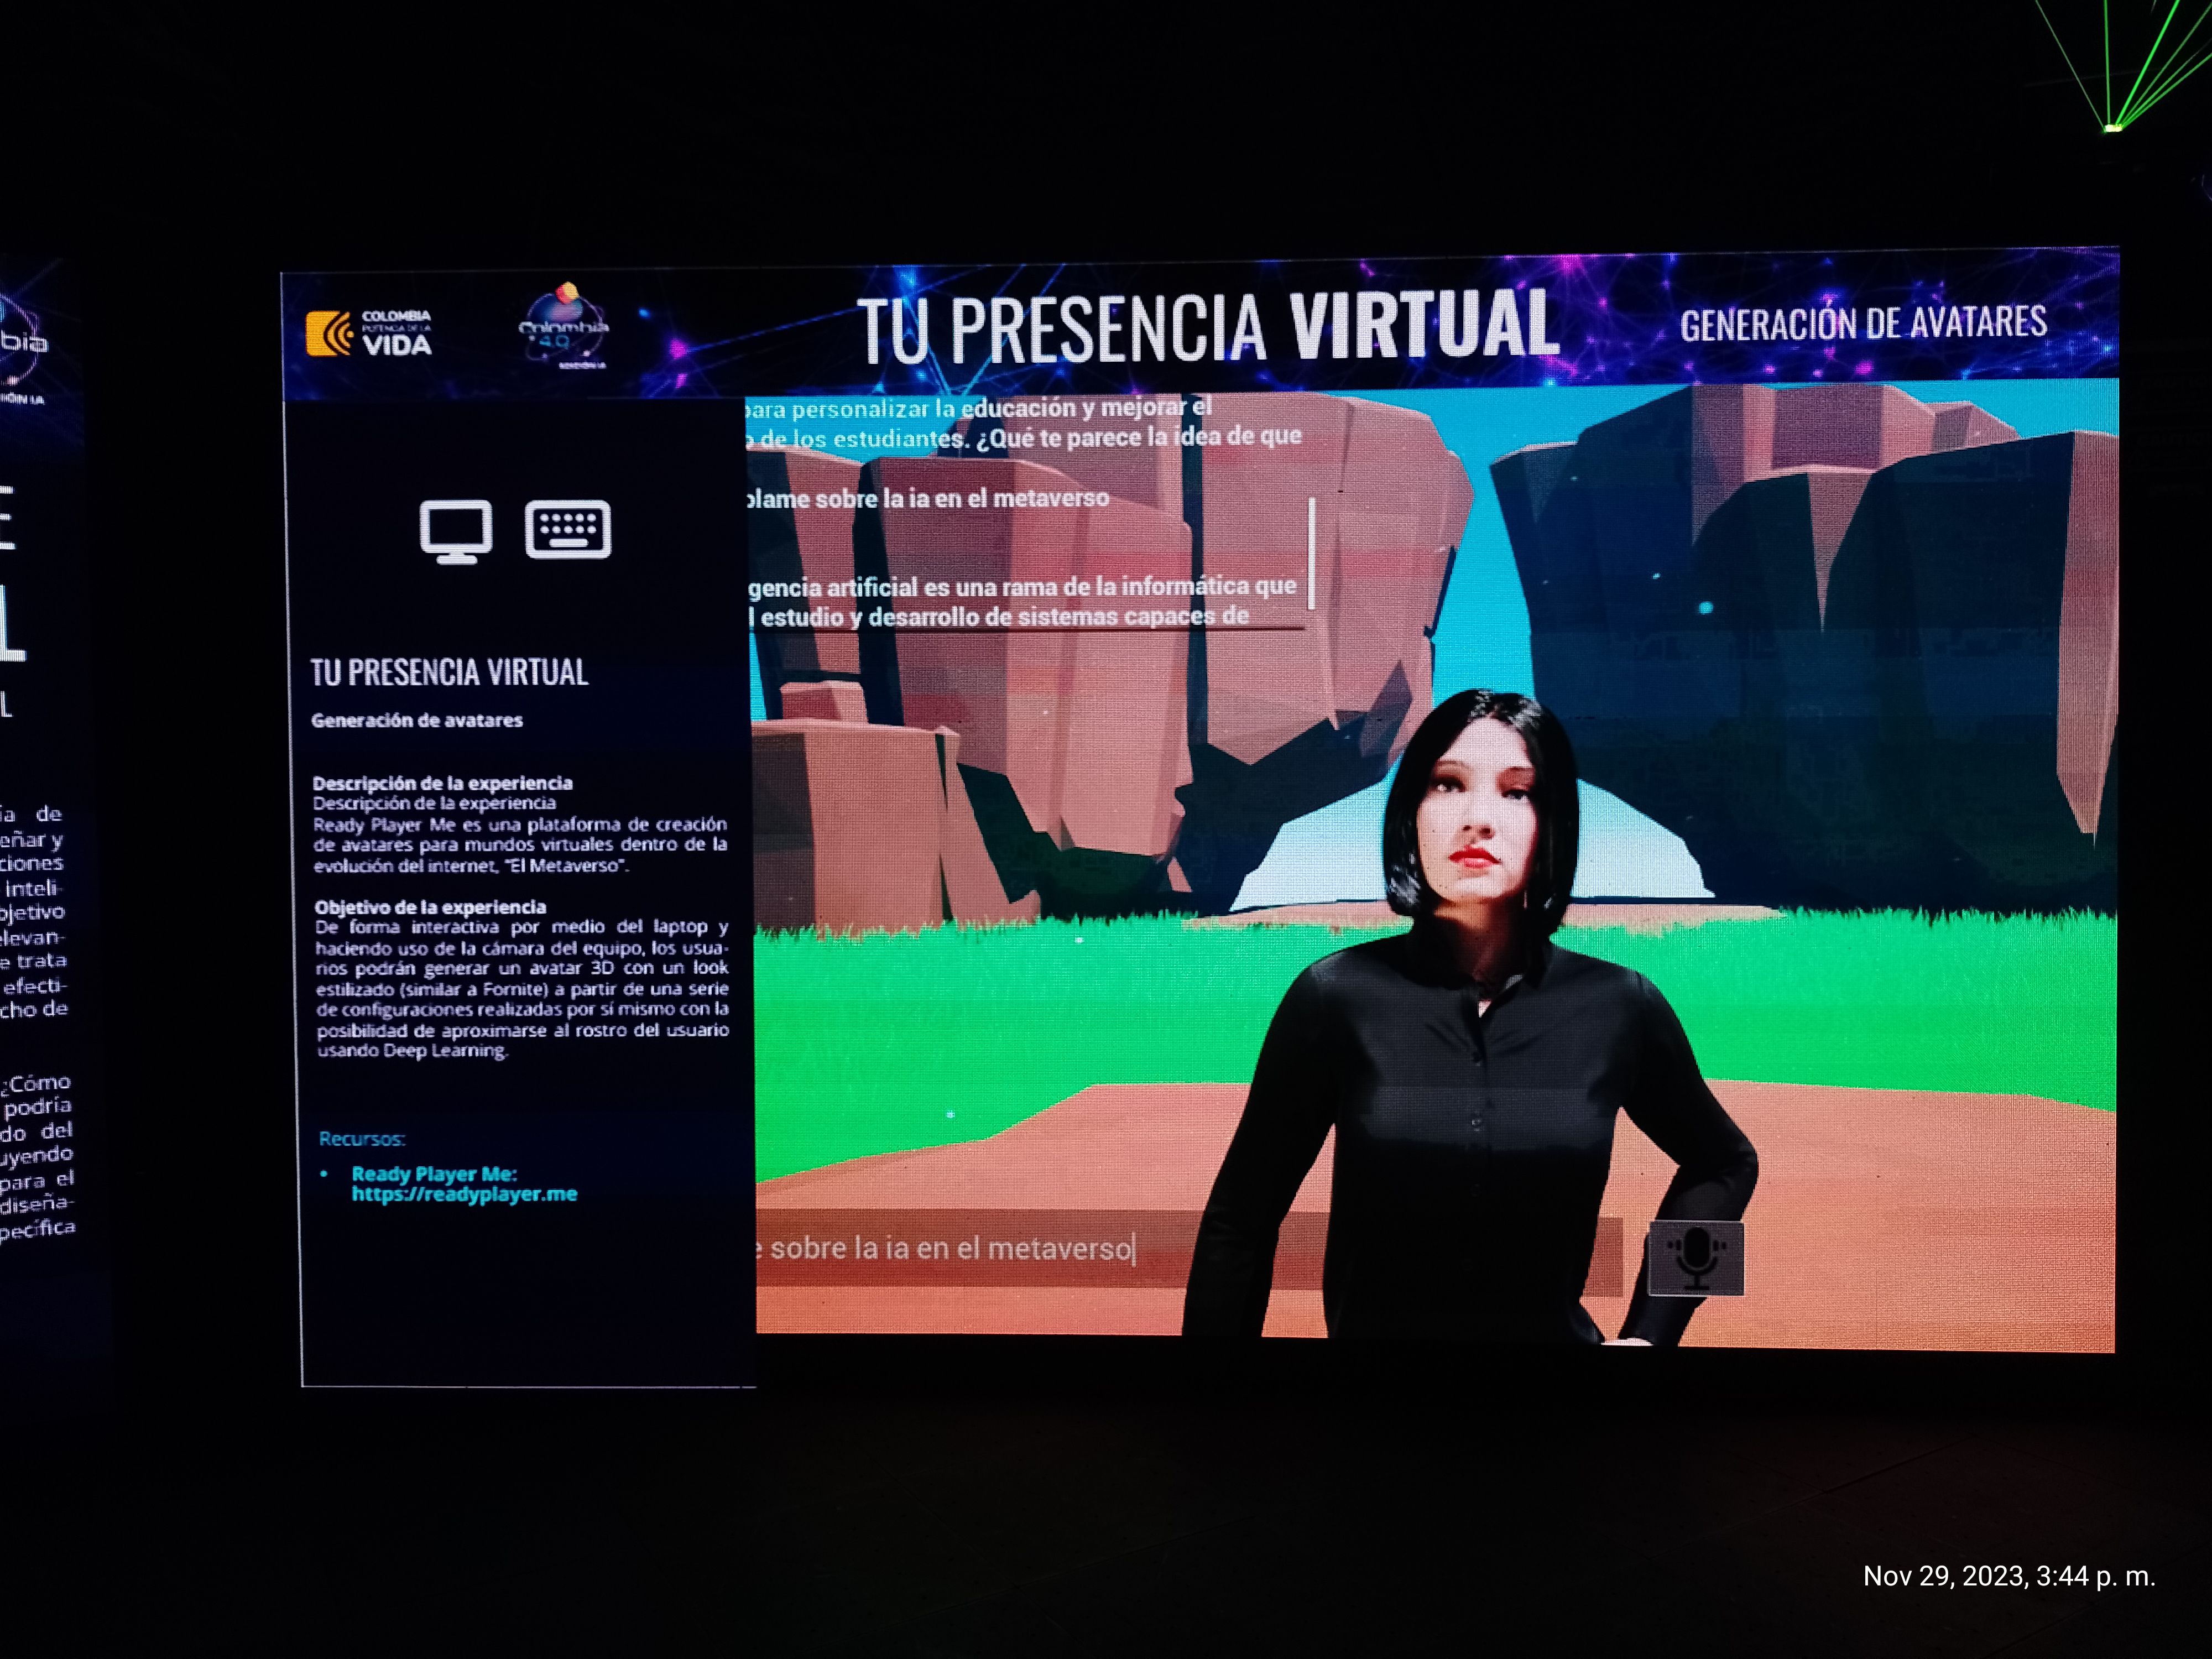 bia
E
L
L
ia de
eñar y
ciones
inteli-
bjetivo
elevan-
e trata
efecti-
cho de
¿Cómo
podría
do del
uyendo
para el
diseña-
pecífica
COLOMBIA
POTENCIA DE LA
VIDA
Colombia
4.0
TU PRESENCIA VIRTUAL
GENERACIÓN DE AVATARES
TU PRESENCIA VIRTUAL
Generación de avatares
Descripción de la experiencia
Descripción de la experiencia
Ready Player Me es una plataforma de creación
de avatares para mundos virtuales dentro de la
evolución del internet, "El Metaverso".
Objetivo de la experiencia
De forma interactiva por medio del laptop y
haciendo uso de la cámara del equipo, los usua-
rios podrán generar un avatar 3D con un look
estilizado (similar a Fornite) a partir de una serie
de configuraciones realizadas por sí mismo con la
posibilidad de aproximarse al rostro del usuario
usando Deep Learning.
Recursos:
• Ready Player Me:
https://readyplayer.me
para personalizar la educación y mejorar el
o de los estudiantes. ¿Qué te parece la idea de que
blame sobre la ia en el metaverso
gencia artificial es una rama de la informática que
l estudio y desarrollo de sistemas capaces de
e sobre la ia en el metaverso
Nov 29, 2023, 3:44 p. m.